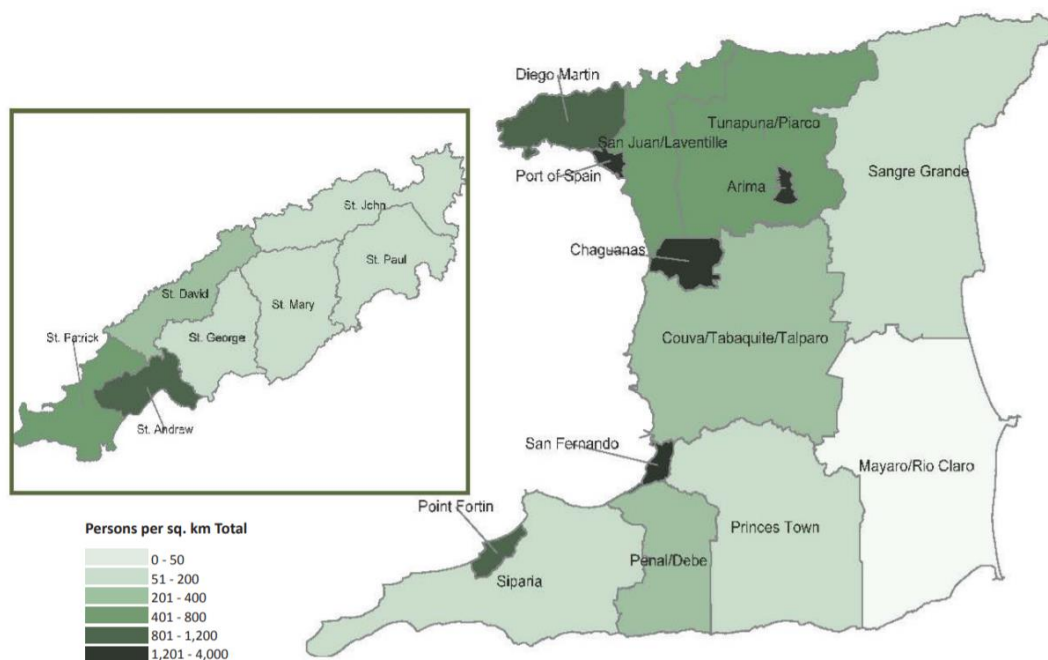 Diego Martin
Tunapuna/Piarco
San Juan/Laventille
Port of Spain
Arima
Sangre Grande
Chaguanas
Couva/Tabaquite/Talparo
San Fernando
Mayaro/Rio Claro
Point Fortin
Princes Town
Penal/Debe
Siparia
St. John
St. Paul
St. David
St. Mary
St. George
St. Patrick
St. Andrew
Persons per sq. km Total
0 - 50
51 - 200
201 - 400
401 - 800
801 - 1,200
1,201 - 4,000